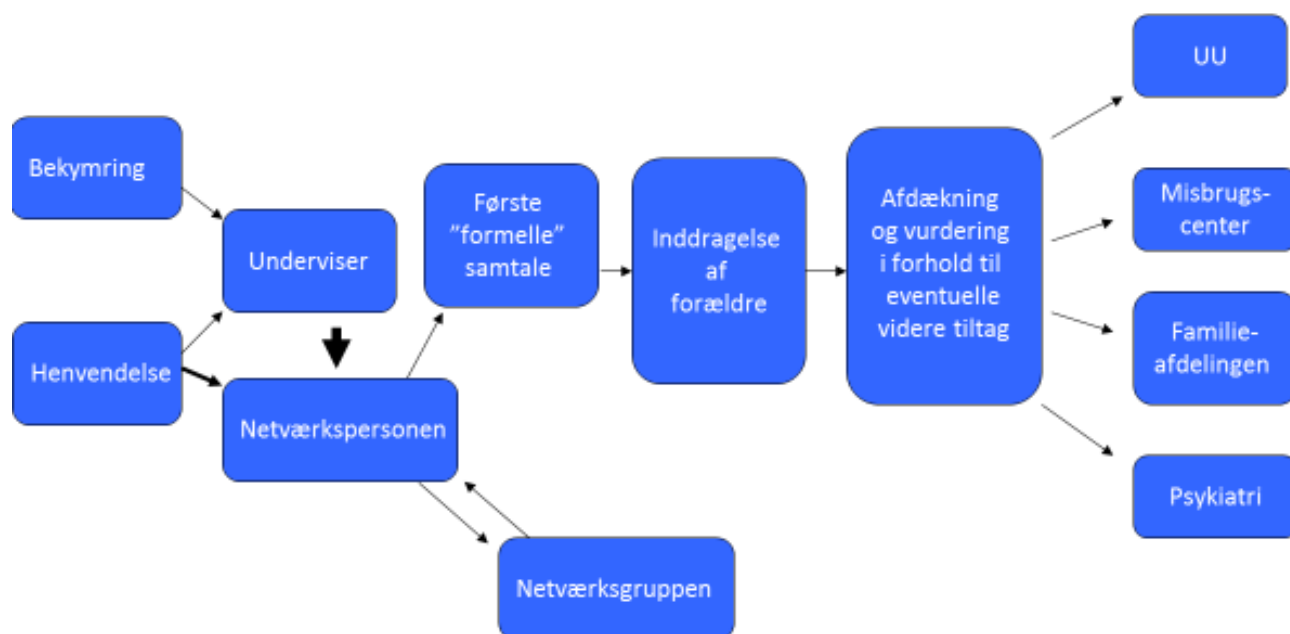 Bekymring
Henvendelse
Underviser
Netværkspersonen
Netværksgruppen
Første
”formelle”
samtale
Inddragelse
af
forældre
Afdækning
og vurdering
i forhold til
eventuelle
videre tiltag
UU
Misbrugs-
center
Familie-
afdelingen
Psykiatri